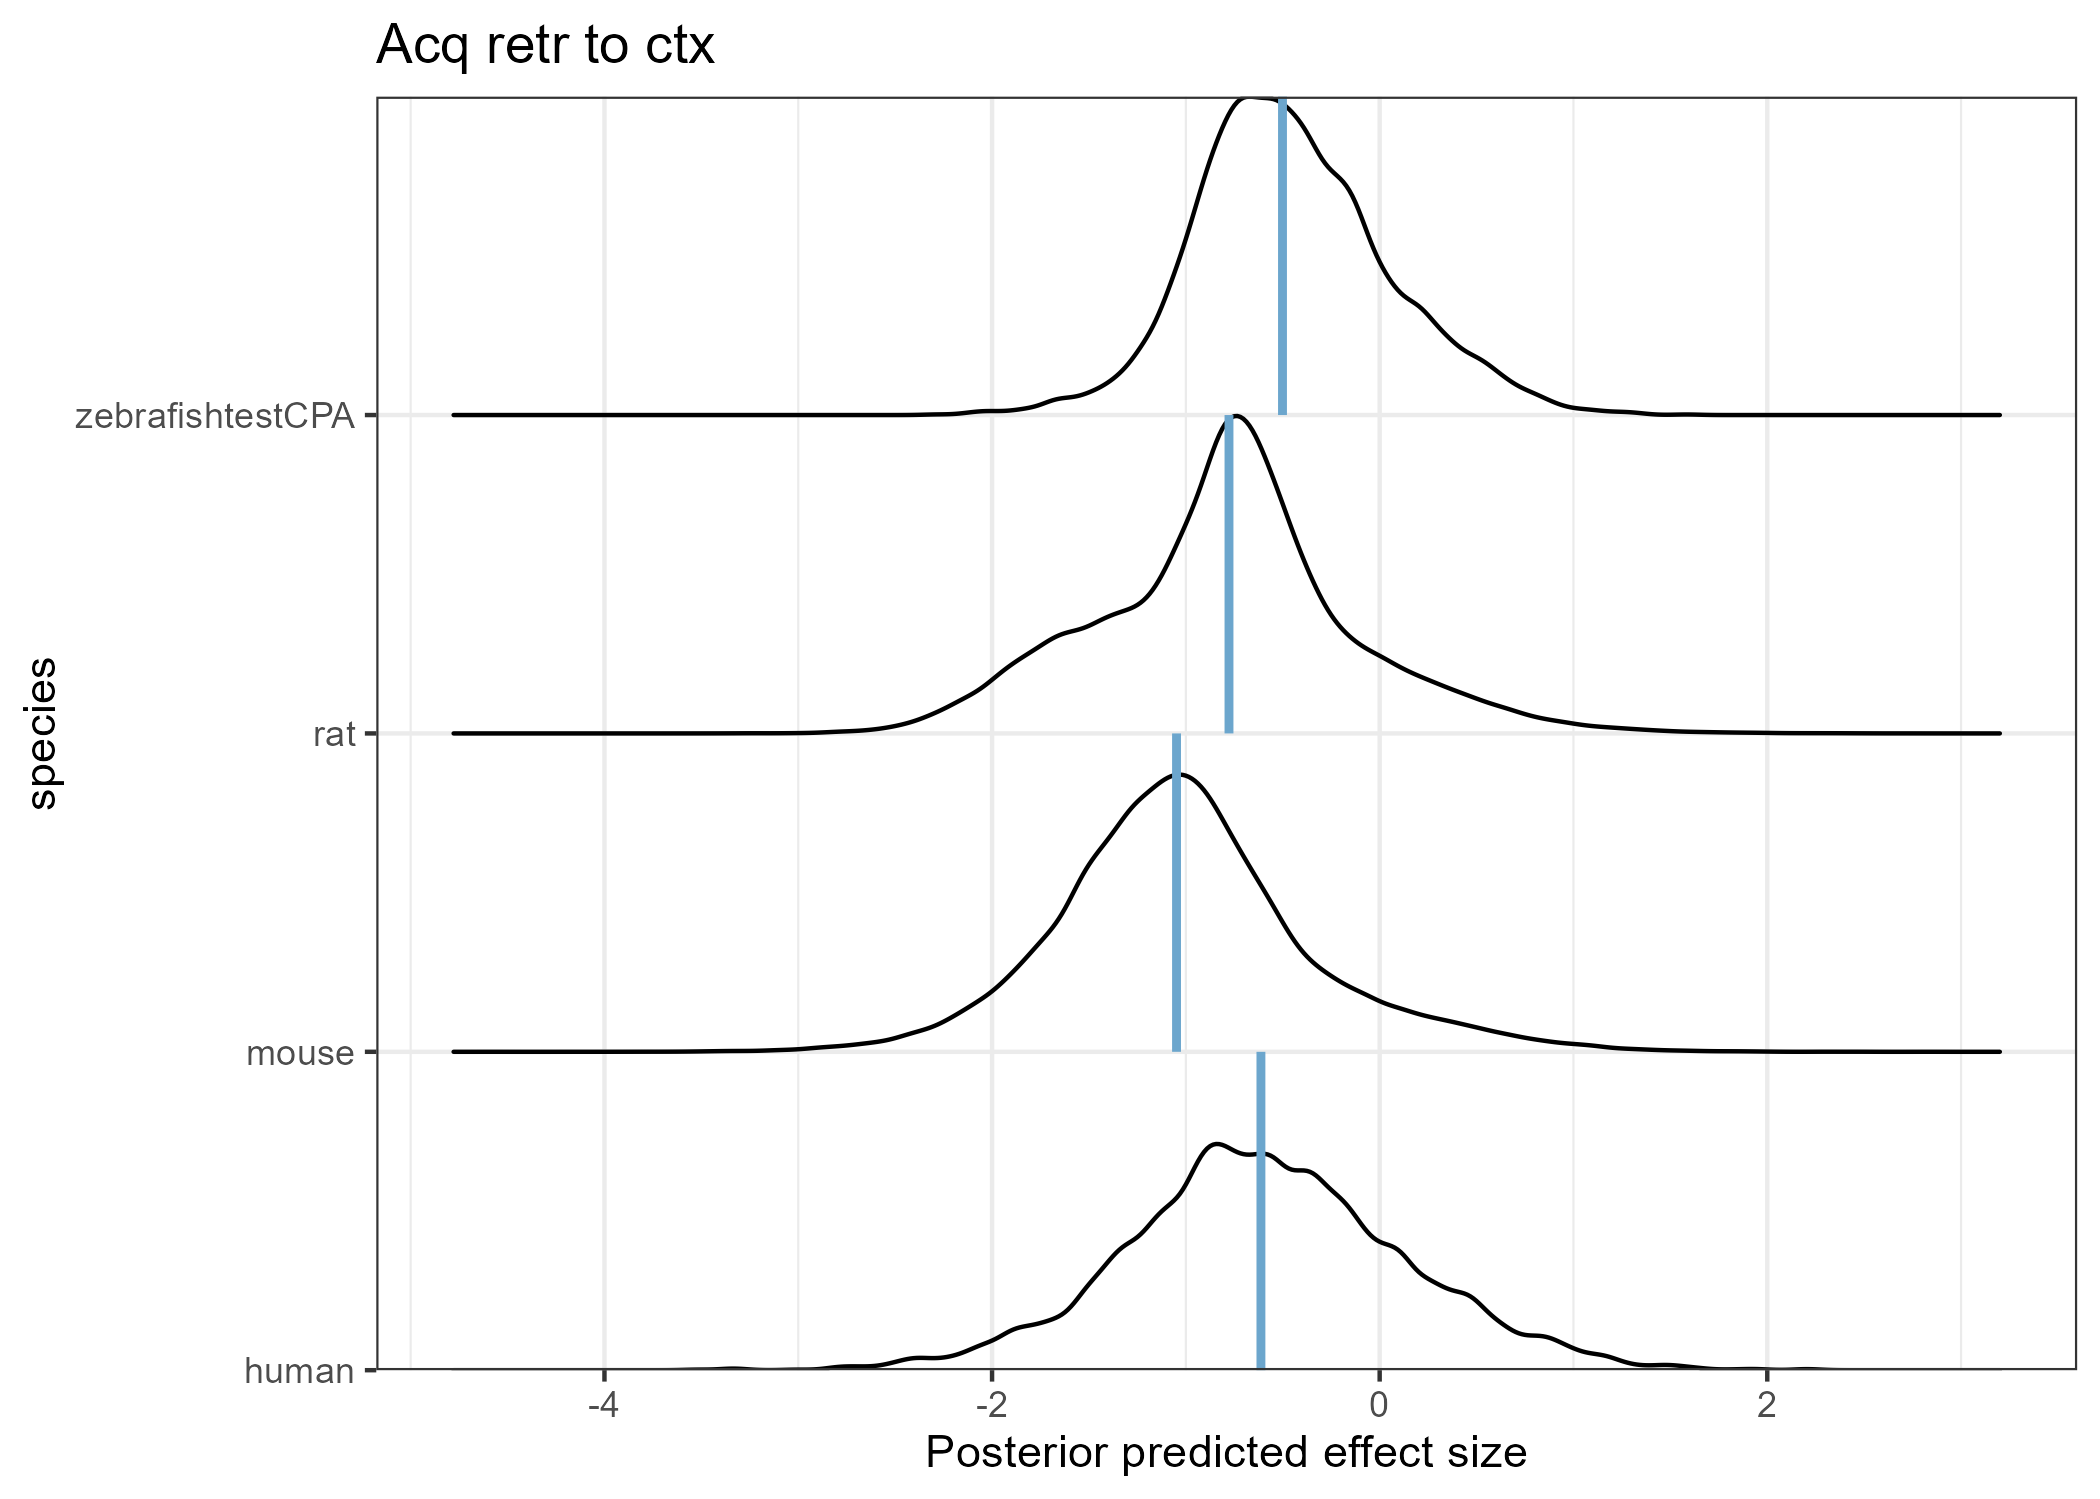 Acq retr to ctx
zebrafishtestCPA
rat
mouse
human
species
-4 -2 0 2
Posterior predicted effect size